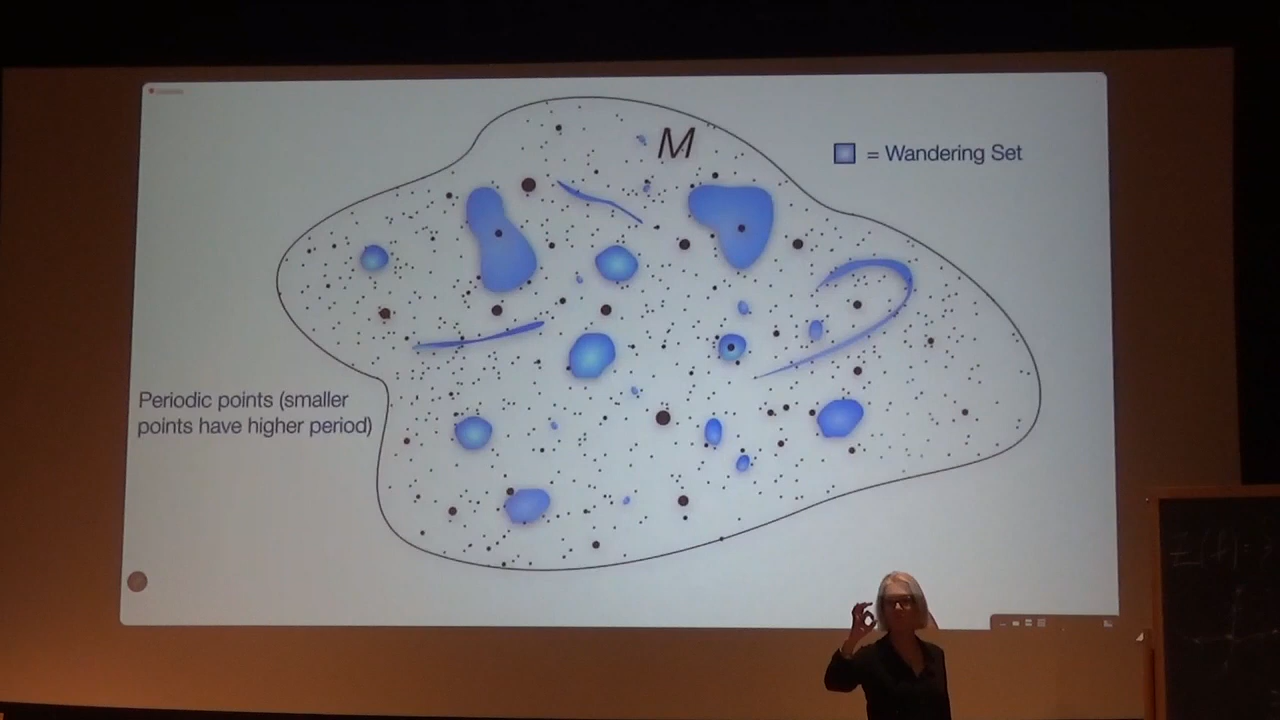 M
= Wandering Set
Periodic points (smaller
points have higher period)